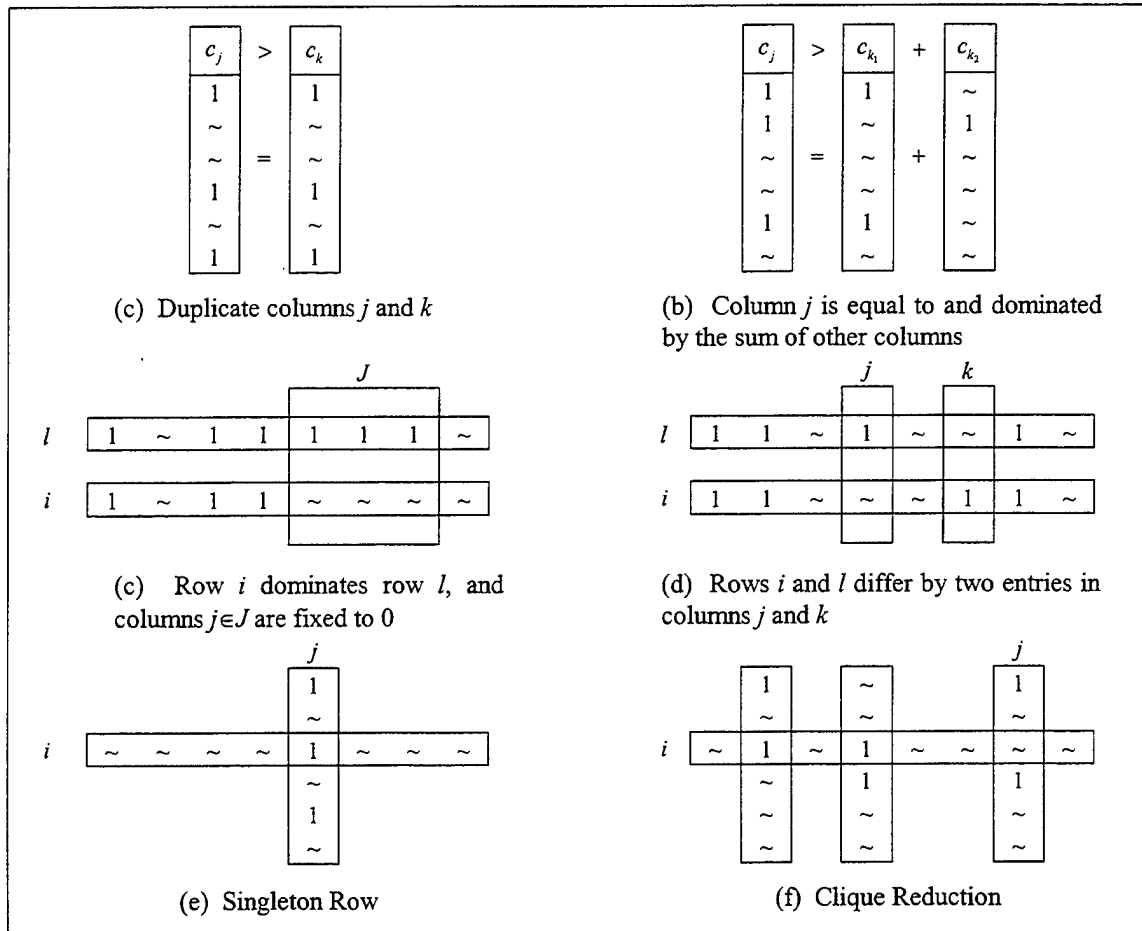 c_j > c_k
1 1
~ ~
~ = ~
1 1
~ ~
1 1
(c) Duplicate columns j and k
c_j > c_{k_1} + c_{k_2}
1 1 ~
1 ~ 1
~ = ~ + ~
~ ~ ~
1 1 ~
~ ~ ~
(b) Column j is equal to and dominated
by the sum of other columns
J
l 1 ~ 1 1 1 1 1 ~
i 1 ~ 1 1 ~ ~ ~ ~
(c) Row i dominates row l, and
columns j∈J are fixed to 0
j k
l 1 1 ~ 1 ~ ~ 1 ~
i 1 1 ~ ~ ~ 1 1 ~
(d) Rows i and l differ by two entries in
columns j and k
j
1
~
i ~ ~ ~ ~ 1 ~ ~ ~
~
1
~
(e) Singleton Row
j
1 ~ 1
~ ~ ~
i ~ 1 ~ 1 ~ ~ ~ ~
~ 1 1
~ ~ ~
~ ~ ~
(f) Clique Reduction